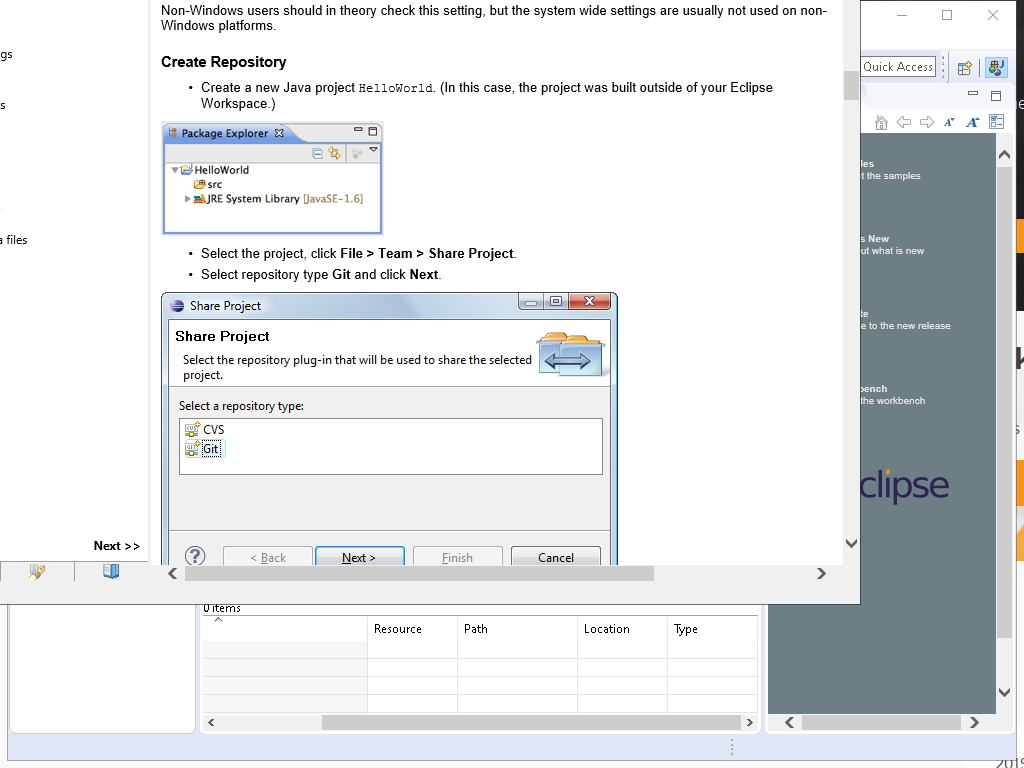 Non-Windows users should in theory check this setting, but the system wide settings are usually not used on non-
Windows platforms.
gs
Create Repository
Quick Access
• Create a new Java project HelloWorld. (In this case, the project was built outside of your Eclipse
Workspace.)
s
Package Explorer
HelloWorld
src
JRE System Library [JavaSE-1.6]
les
t the samples
a files
s New
ut what is new
• Select the project, click File > Team > Share Project.
• Select repository type Git and click Next.
Share Project
te
e to the new release
Share Project
Select the repository plug-in that will be used to share the selected
project.
bench
the workbench
Select a repository type:
CVS
Git
clipse
Next >>
< Back
Next >
Finish
Cancel
0 items
Resource
Path
Location
Type
2019